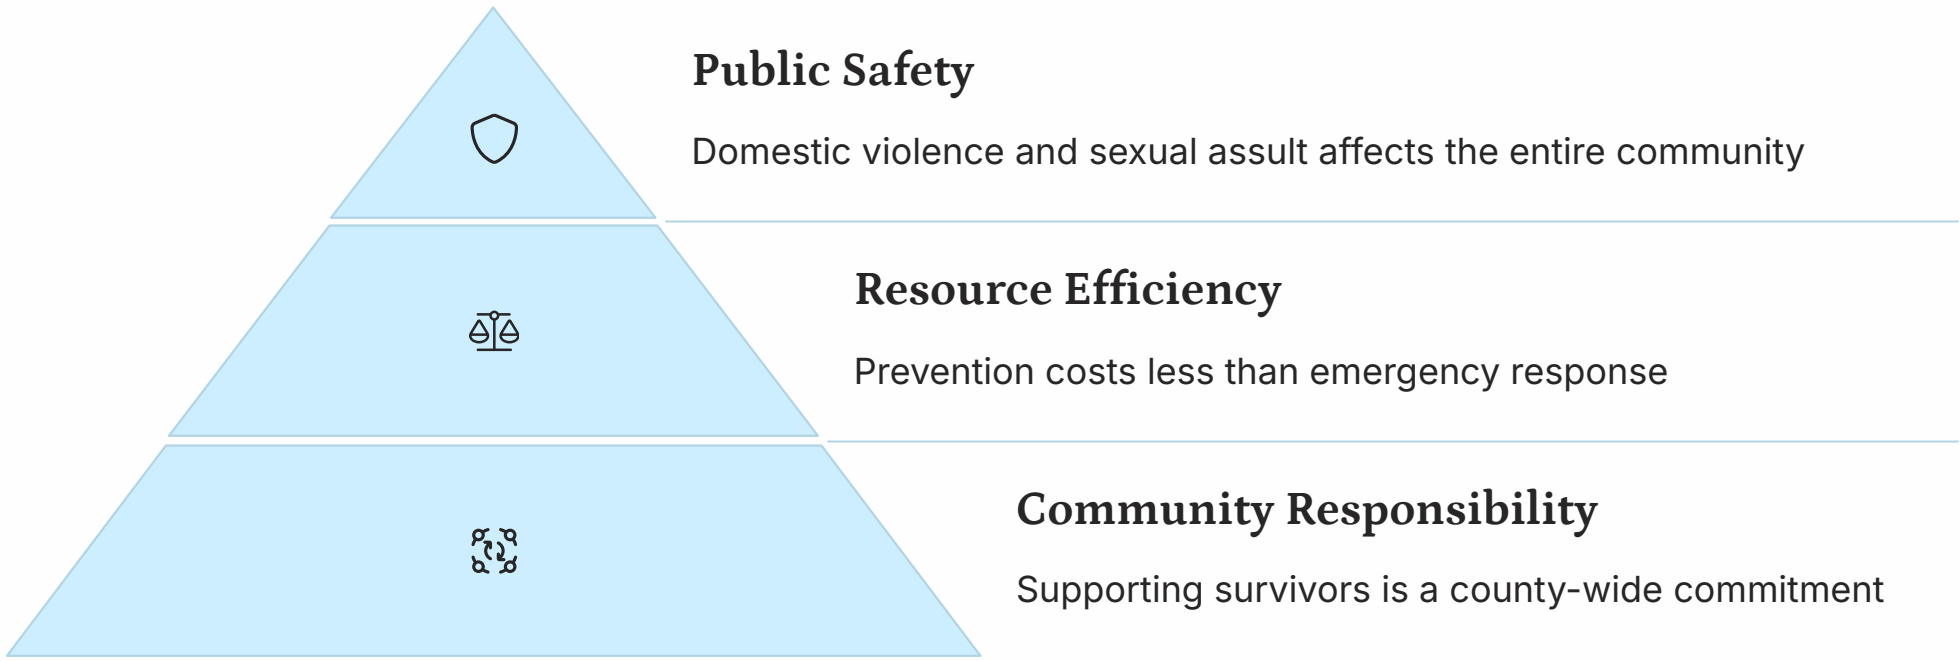 Public Safety
Domestic violence and sexual assult affects the entire community
Resource Efficiency
Prevention costs less than emergency response
Community Responsibility
Supporting survivors is a county-wide commitment